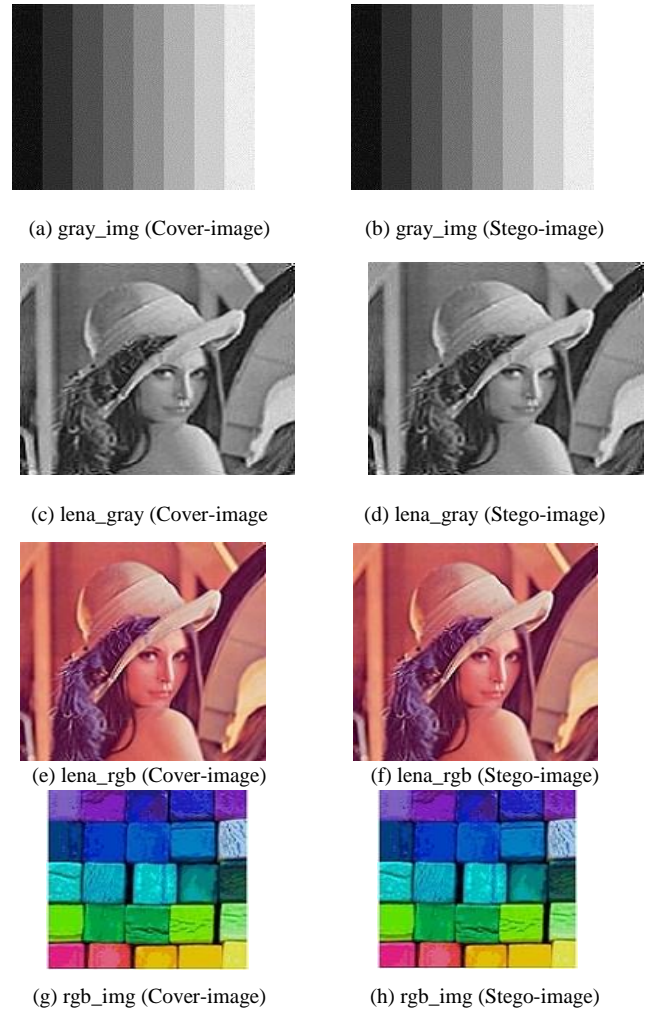 (a) gray_img (Cover-image)
(b) gray_img (Stego-image)
(c) lena_gray (Cover-image
(d) lena_gray (Stego-image)
(e) lena_rgb (Cover-image)
(f) lena_rgb (Stego-image)
(g) rgb_img (Cover-image)
(h) rgb_img (Stego-image)